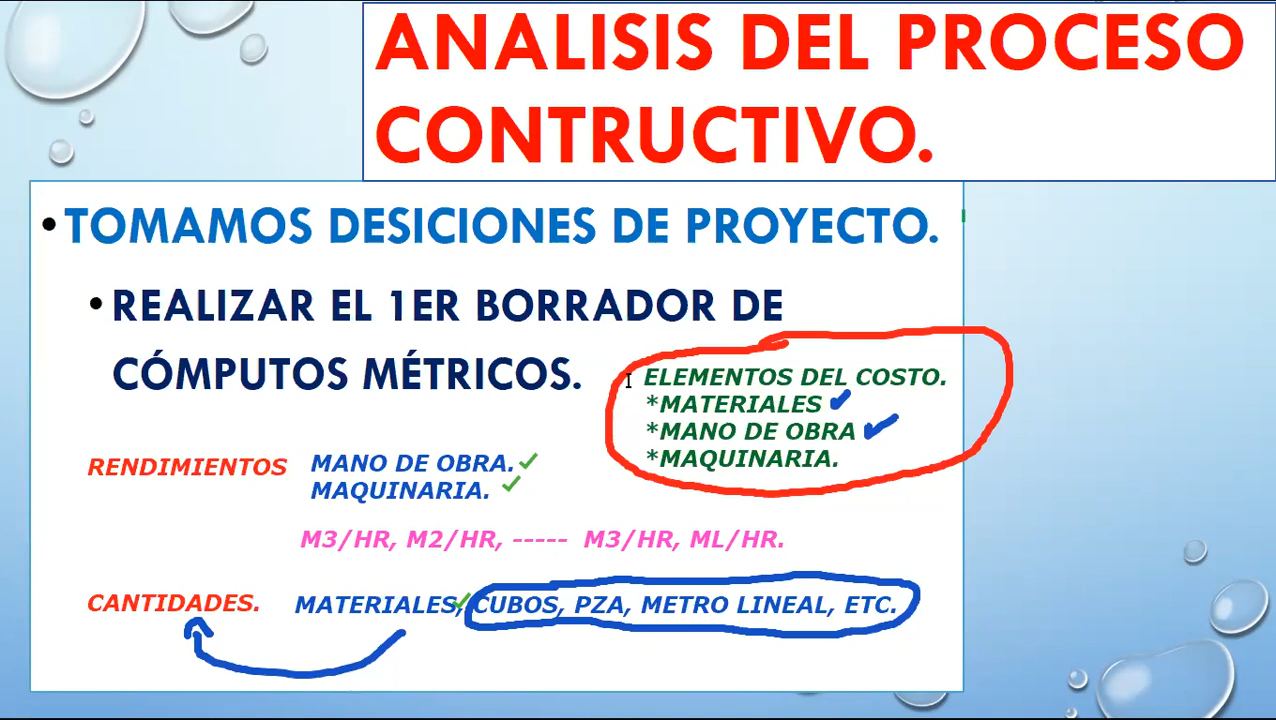 ANALISIS DEL PROCESO
CONTRUCTIVO.
• TOMAMOS DESICIONES DE PROYECTO.
• REALIZAR EL 1ER BORRADOR DE
CÓMPUTOS MÉTRICOS.
ELEMENTOS DEL COSTO.
*MATERIALES
*MANO DE OBRA
*MAQUINARIA.
RENDIMIENTOS
MANO DE OBRA.
MAQUINARIA.
M3/HR, M2/HR, ----- M3/HR, ML/HR.
CANTIDADES. MATERIALES, CUBOS, PZA, METRO LINEAL, ETC.